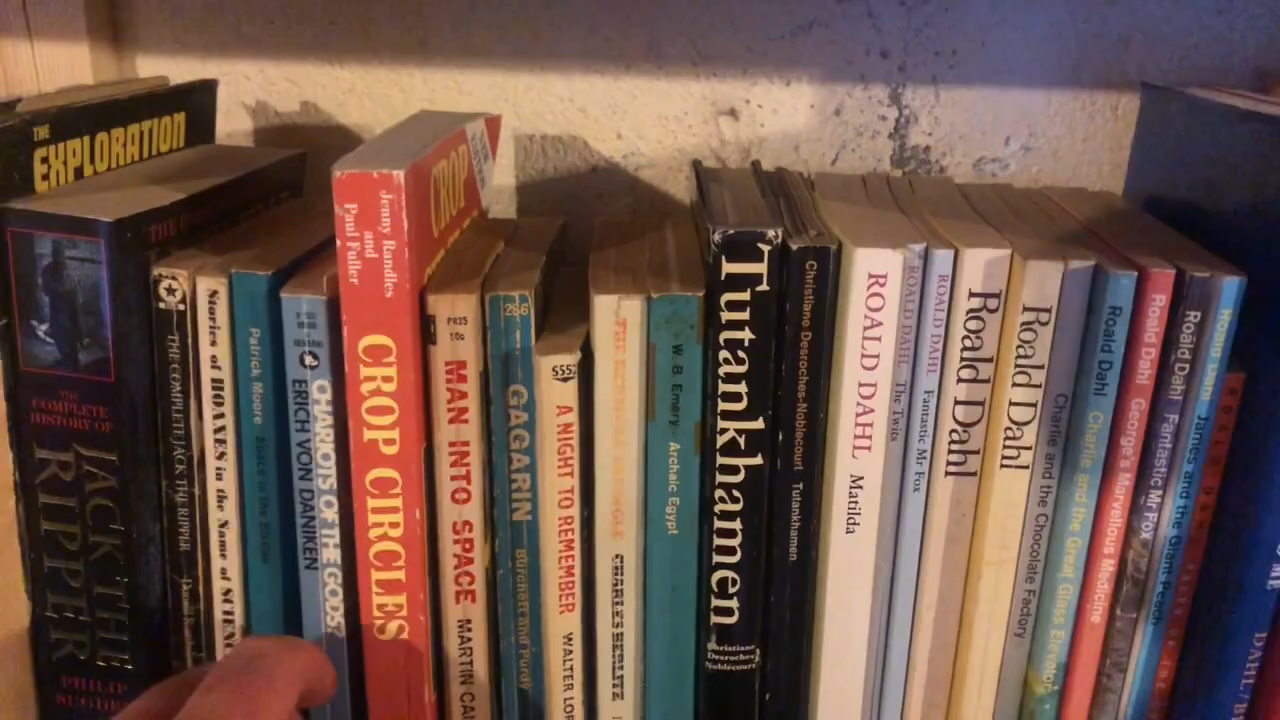 THE
EXPLORATION
THE
COMPLETE
HISTORY OF
JACK THE
RIPPER
PHILIP
THE COMPLETE JACK THE RIPPER
Stories of HOAXES in the Name of
Patrick Moore
CHARIOTS OF THE GODS?
ERICH VON DANIKEN
CROP
Jenny Randles
and
Paul Fuller
CROP CIRCLES
MAN INTO SPACE MARTIN
286
GAGARIN Burchett and Purdy
A NIGHT TO REMEMBER WALTER
CHARLES BERLITZ
W. B. Emery Archaic Egypt
Tutankhamen
Christiane
Desroches-
Noblecourt
Christiane Desroches-Noblecourt Tutankhamen
ROALD DAHL Matilda
ROALD DAHL The Twits
ROALD DAHL Fantastic Mr Fox
Roald Dahl
Roald Dahl
Charlie and the Chocolate Factory
Roald Dahl Charlie and the Great Glass Elevator
Roald Dahl George's Marvellous Medicine
Roald Dahl Fantastic Mr Fox
Roald Dahl James and the Giant Peach
DAHL